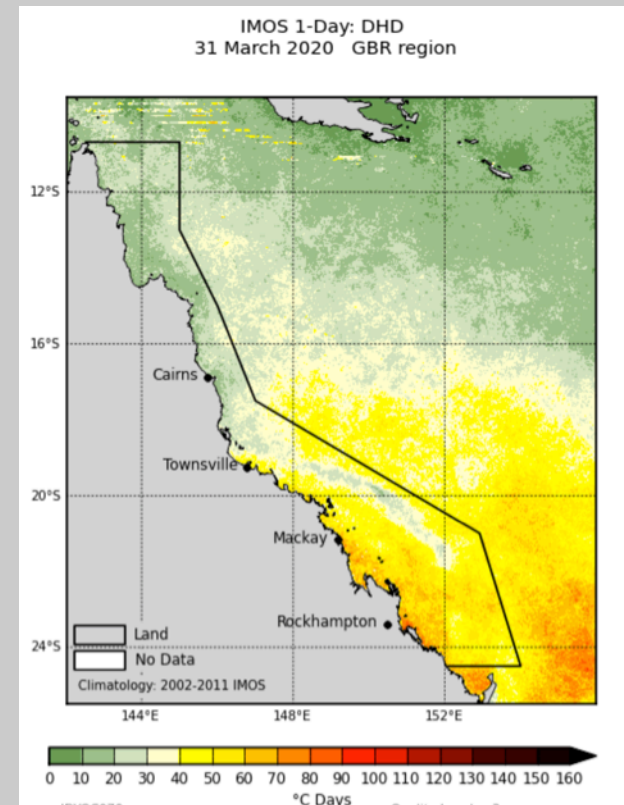 IMOS 1-Day: DHD
31 March 2020 GBR region
12°S
16°S
Cairns
Townsville
20°S
Mackay
Rockhampton
24°S
Land
No Data
Climatology: 2002-2011 IMOS
144°E 148°E 152°E
0 10 20 30 40 50 60 70 80 90 100 110 120 130 140 150 160
°C Days